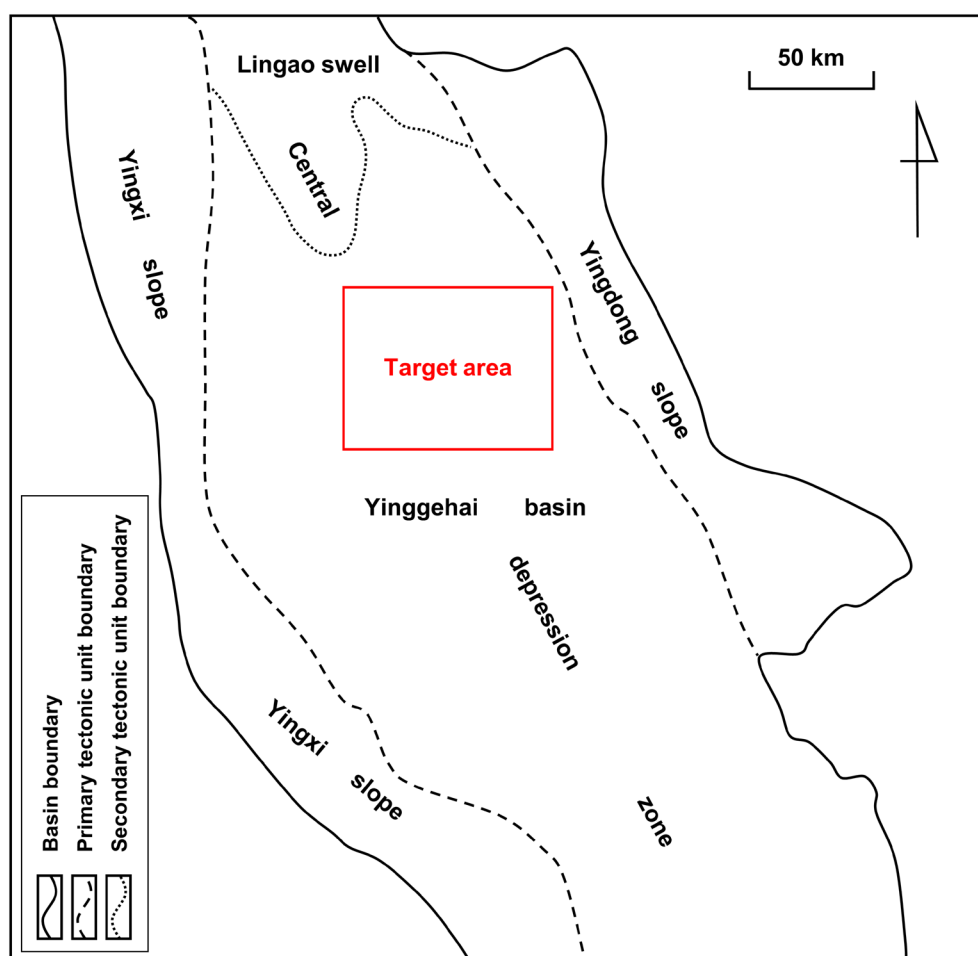 Lingao swell
50 km
Central
Yingxi
slope
Yingdong
slope
Target area
Yinggehai basin
depression
zone
Yingxi
slope
Basin boundary
Primary tectonic unit boundary
Secondary tectonic unit boundary